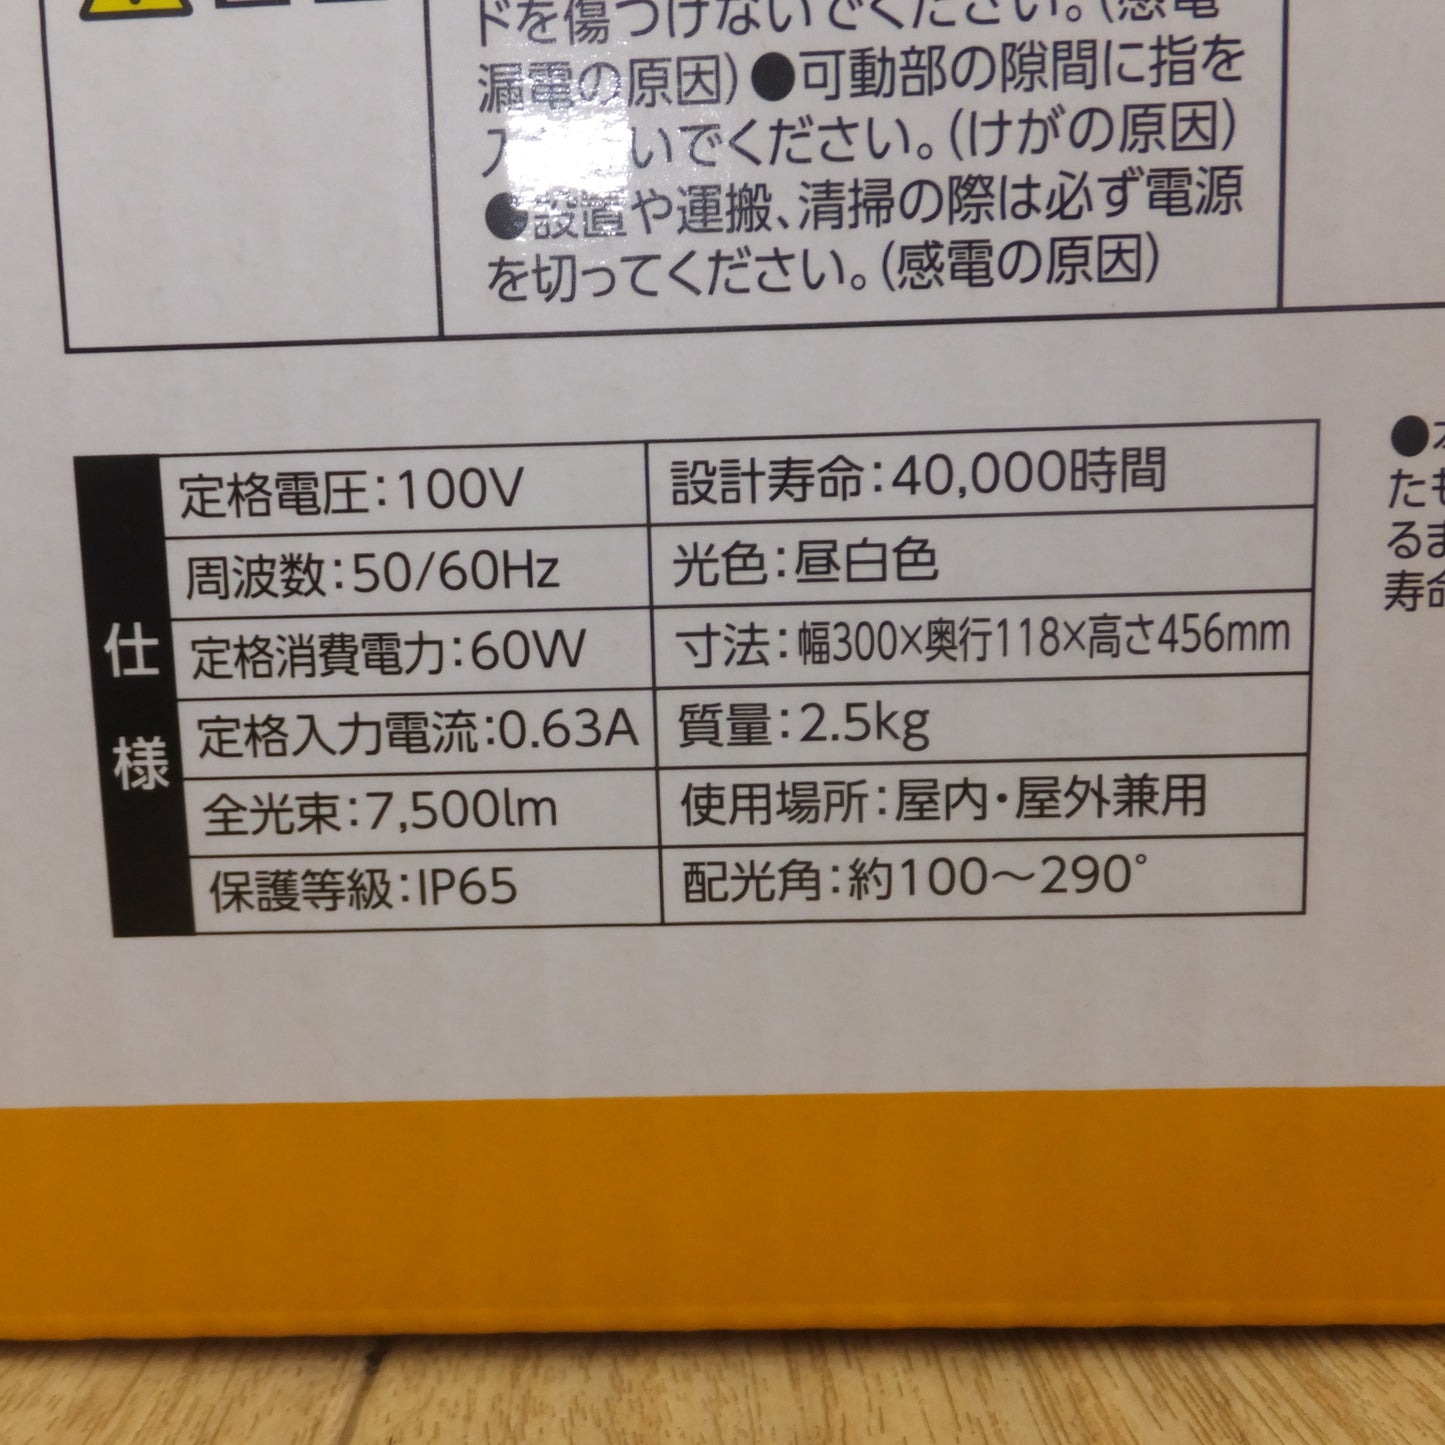 ドを傷つけないでください。(感電
漏電の原因)●可動部の隙間に指を
いでください。(けがの原因)
●設置や運搬、清掃の際は必ず電源
を切ってください。(感電の原因)
仕様
定格電圧:100V
設計寿命:40,000時間
周波数:50/60Hz
光色:昼白色
定格消費電力:60W
寸法:幅300×奥行118×高さ456mm
定格入力電流:0.63A
質量:2.5kg
全光束:7,500lm
使用場所:屋内・屋外兼用
保護等級:IP65
配光角:約100～290°
●
たも
るま
寿命